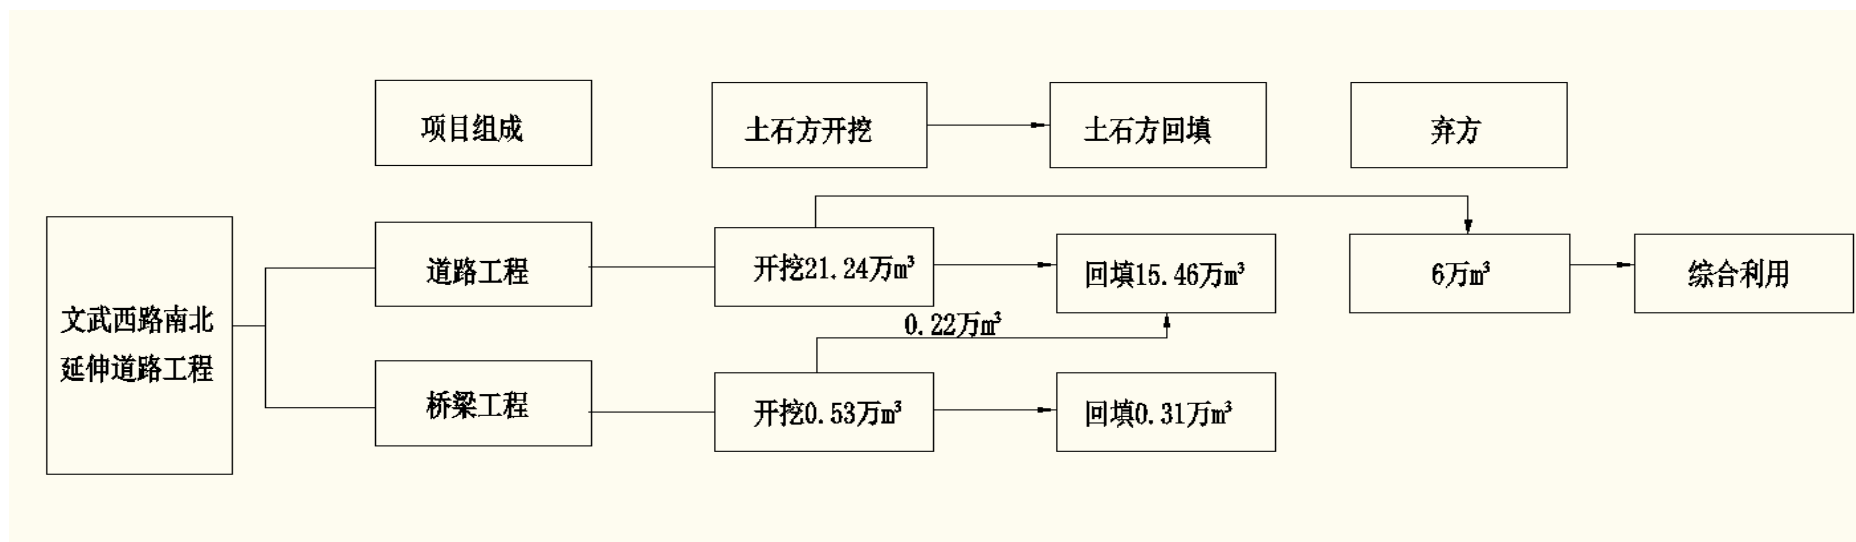 项目组成
土石方开挖
土石方回填
弃方
文武西路南北
延伸道路工程
道路工程
开挖21.24万m³
回填15.46万m³
6万m³
综合利用
0.22万m³
桥梁工程
开挖0.53万m³
回填0.31万m³